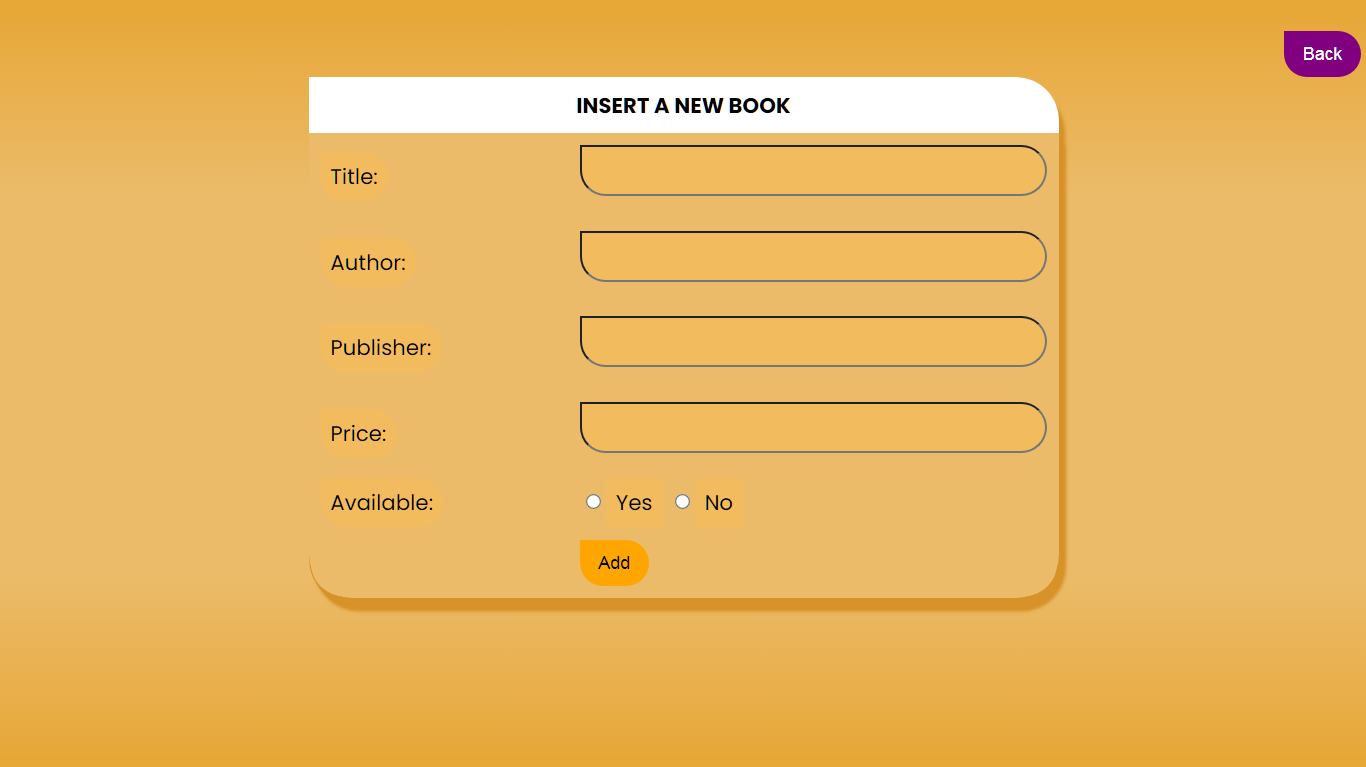 Back
INSERT A NEW BOOK
Title:
Author:
Publisher:
Price:
Available: Yes No
Add